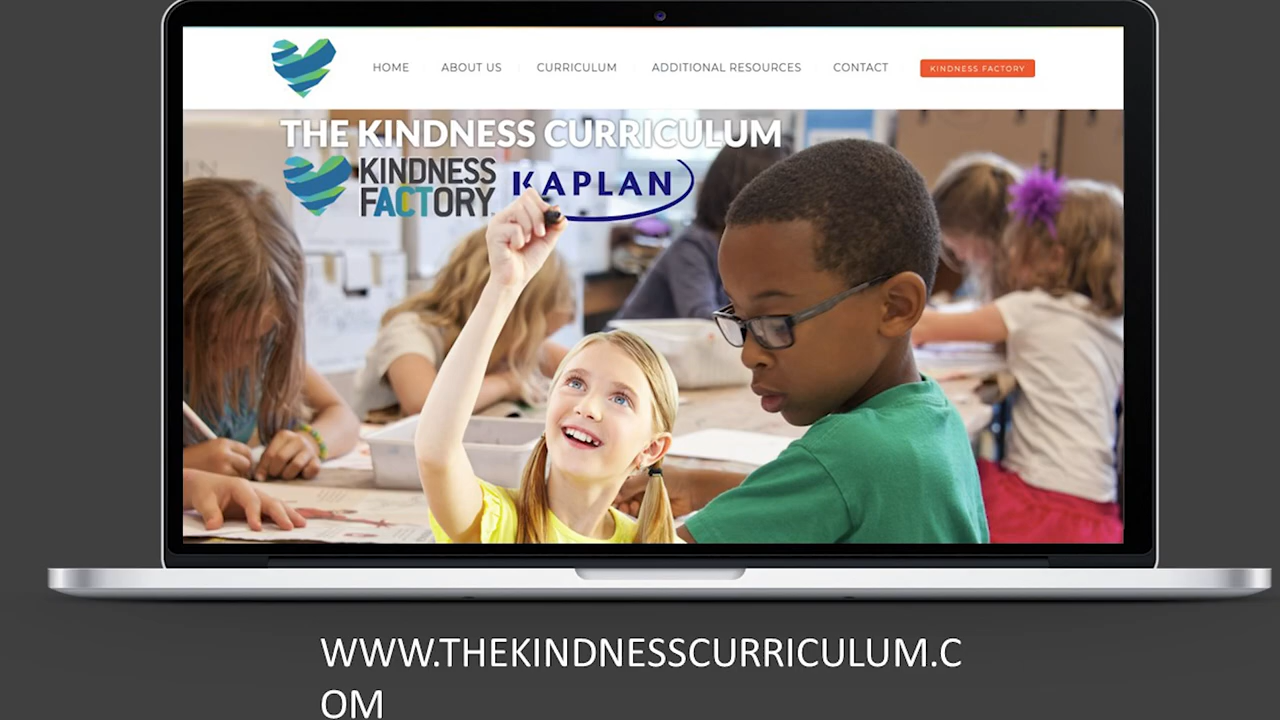 HOME ABOUT US CURRICULUM ADDITIONAL RESOURCES CONTACT KINDNESS FACTORY
THE KINDNESS CURRICULUM
KINDNESS
FACTORY
KAPLAN
WWW.THEKINDNESSCURRICULUM.C
OM